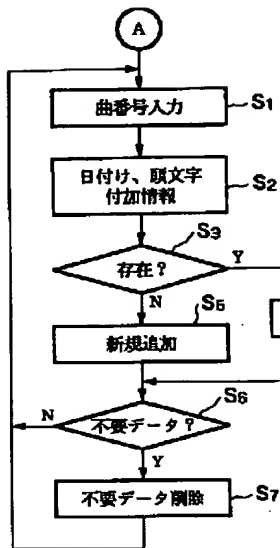 A
曲番号入力
S1
日付け、頭文字
付加情報
S2
S3
存在?
Y
N
S5
新規追加
S6
不要データ?
N
Y
不要データ削除
S7